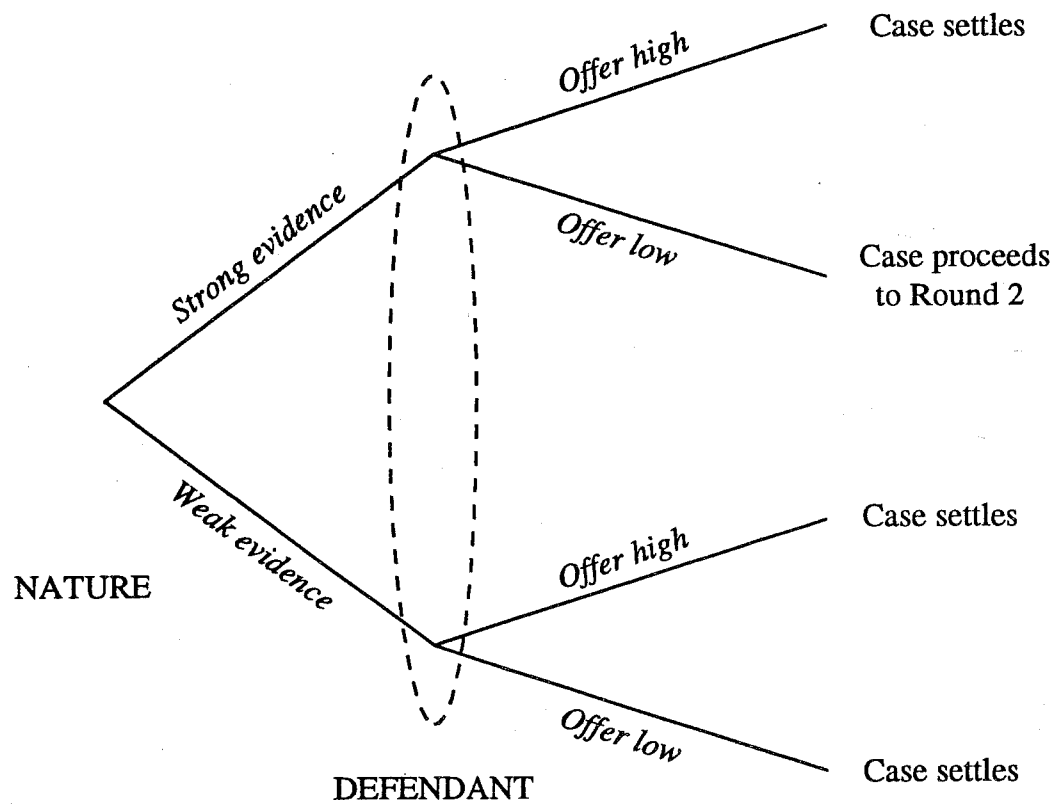 Case settles
Offer high
Strong evidence
Offer low
Case proceeds
to Round 2
Weak evidence
Offer high
Case settles
NATURE
Offer low
Case settles
DEFENDANT